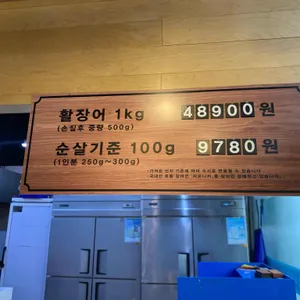 활장어 1kg 48900원
(손질후 중량 500g)
순살기준 100g 9780원
(1인분 250g~300g)